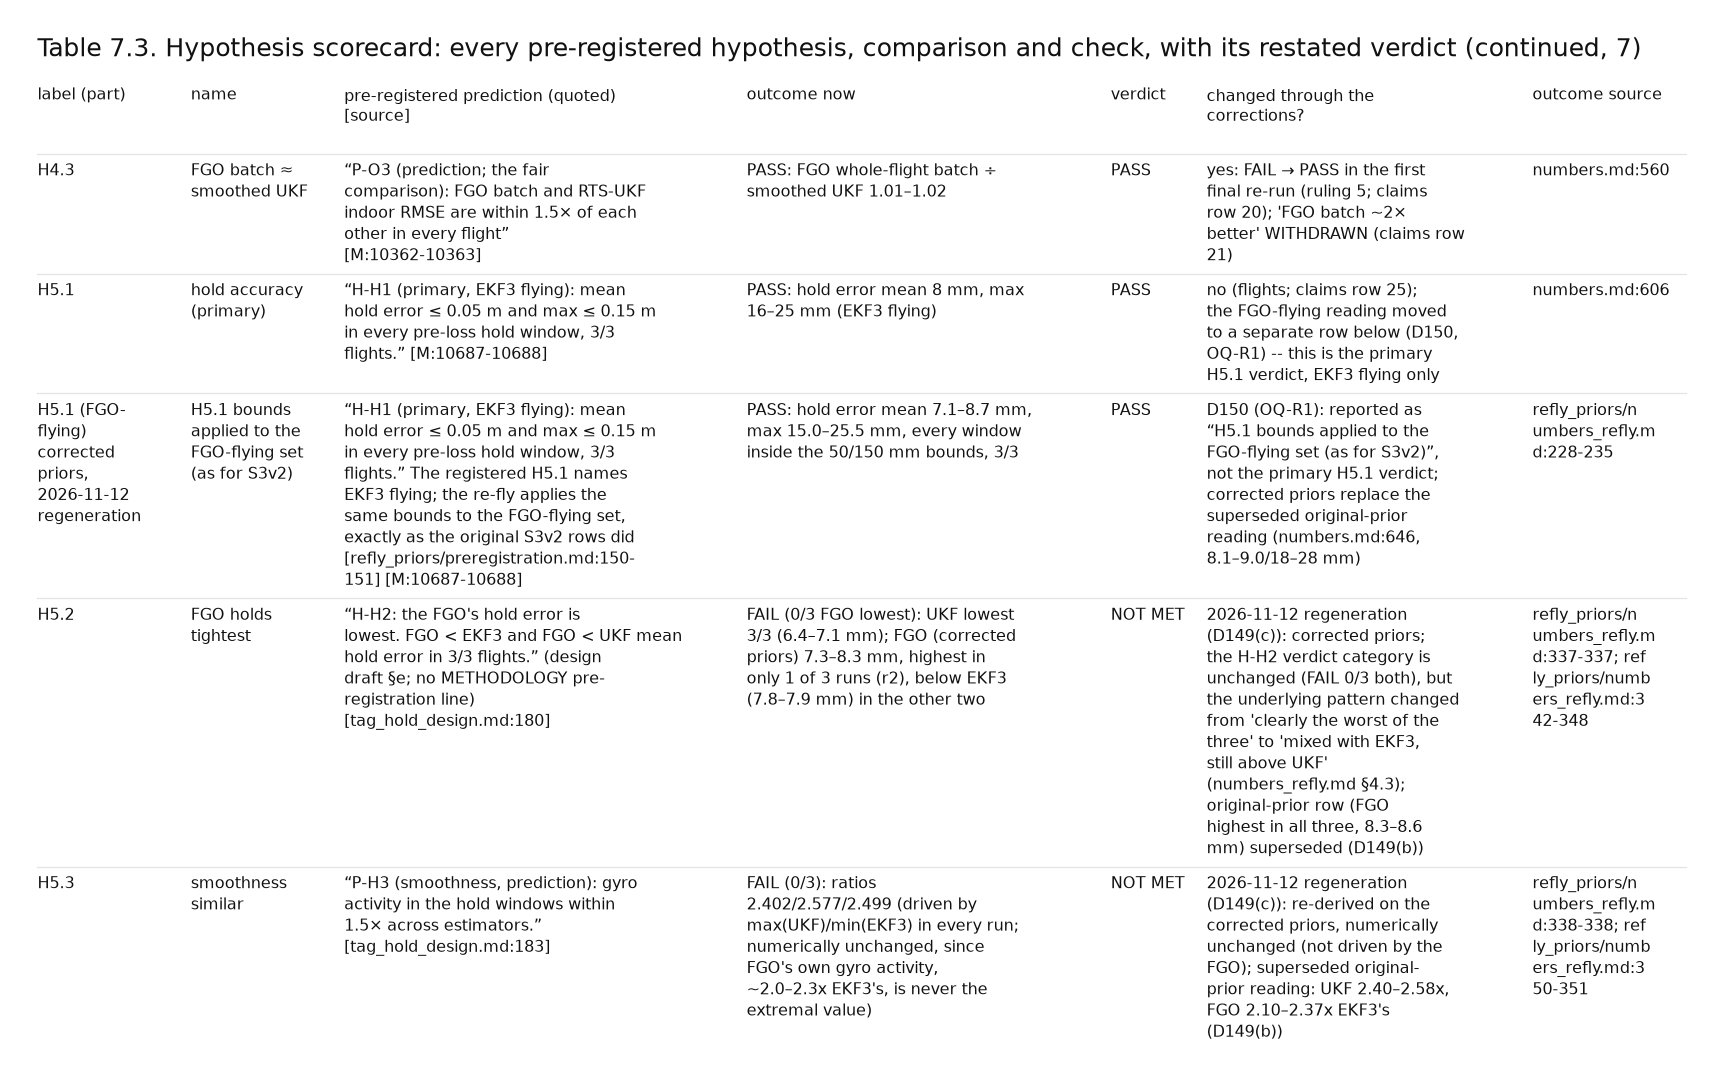 Table 7.3. Hypothesis scorecard: every pre-registered hypothesis, comparison and check, with its restated verdict (continued, 7)
label (part)
name
pre-registered prediction (quoted)
[source]
outcome now
verdict
changed through the
corrections?
outcome source
H4.3
FGO batch ≈
smoothed UKF
“P-O3 (prediction; the fair
comparison): FGO batch and RTS-UKF
indoor RMSE are within 1.5× of each
other in every flight”
[M:10362-10363]
PASS: FGO whole-flight batch ÷
smoothed UKF 1.01–1.02
PASS
yes: FAIL → PASS in the first
final re-run (ruling 5; claims
row 20); 'FGO batch ~2×
better' WITHDRAWN (claims row
21)
numbers.md:560
H5.1
hold accuracy
(primary)
“H-H1 (primary, EKF3 flying): mean
hold error ≤ 0.05 m and max ≤ 0.15 m
in every pre-loss hold window, 3/3
flights.” [M:10687-10688]
PASS: hold error mean 8 mm, max
16–25 mm (EKF3 flying)
PASS
no (flights; claims row 25);
the FGO-flying reading moved
to a separate row below (D150,
OQ-R1) -- this is the primary
H5.1 verdict, EKF3 flying only
numbers.md:606
H5.1 (FGO-
flying)
corrected
priors,
2026-11-12
regeneration
H5.1 bounds
applied to the
FGO-flying set
(as for S3v2)
“H-H1 (primary, EKF3 flying): mean
hold error ≤ 0.05 m and max ≤ 0.15 m
in every pre-loss hold window, 3/3
flights.” The registered H5.1 names
EKF3 flying; the re-fly applies the
same bounds to the FGO-flying set,
exactly as the original S3v2 rows did
[refly_priors/preregistration.md:150-
151] [M:10687-10688]
PASS: hold error mean 7.1–8.7 mm,
max 15.0–25.5 mm, every window
inside the 50/150 mm bounds, 3/3
PASS
D150 (OQ-R1): reported as
“H5.1 bounds applied to the
FGO-flying set (as for S3v2)”,
not the primary H5.1 verdict;
corrected priors replace the
superseded original-prior
reading (numbers.md:646,
8.1–9.0/18–28 mm)
refly_priors/n
umbers_refly.m
d:228-235
H5.2
FGO holds
tightest
“H-H2: the FGO's hold error is
lowest. FGO < EKF3 and FGO < UKF mean
hold error in 3/3 flights.” (design
draft §e; no METHODOLOGY pre-
registration line)
[tag_hold_design.md:180]
FAIL (0/3 FGO lowest): UKF lowest
3/3 (6.4–7.1 mm); FGO (corrected
priors) 7.3–8.3 mm, highest in
only 1 of 3 runs (r2), below EKF3
(7.8–7.9 mm) in the other two
NOT MET
2026-11-12 regeneration
(D149(c)): corrected priors;
the H-H2 verdict category is
unchanged (FAIL 0/3 both), but
the underlying pattern changed
from 'clearly the worst of the
three' to 'mixed with EKF3,
still above UKF'
(numbers_refly.md §4.3);
original-prior row (FGO
highest in all three, 8.3–8.6
mm) superseded (D149(b))
refly_priors/n
umbers_refly.m
d:337-337; ref
ly_priors/numb
ers_refly.md:3
42-348
H5.3
smoothness
similar
“P-H3 (smoothness, prediction): gyro
activity in the hold windows within
1.5× across estimators.”
[tag_hold_design.md:183]
FAIL (0/3): ratios
2.402/2.577/2.499 (driven by
max(UKF)/min(EKF3) in every run;
numerically unchanged, since
FGO's own gyro activity,
~2.0–2.3x EKF3's, is never the
extremal value)
NOT MET
2026-11-12 regeneration
(D149(c)): re-derived on the
corrected priors, numerically
unchanged (not driven by the
FGO); superseded original-
prior reading: UKF 2.40–2.58x,
FGO 2.10–2.37x EKF3's
(D149(b))
refly_priors/n
umbers_refly.m
d:338-338; ref
ly_priors/numb
ers_refly.md:3
50-351